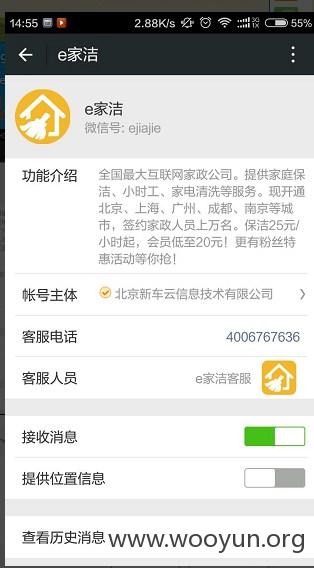 14:55
2.88K/s
3G
1X
55%
e家洁
e家洁
微信号: ejiajie
功能介绍
全国最大互联网家政公司。提供家庭保
洁、小时工、家电清洗等服务。现开通
北京、上海、广州、成都、南京等城
市，签约家政人员上万名。保洁25元/
小时起，会员低至20元！更有粉丝特
惠活动等你抢！
帐号主体
北京新车云信息技术有限公司
客服电话
4006767636
客服人员
e家洁客服
接收消息
提供位置信息
查看历史消息
www.wooyun.org